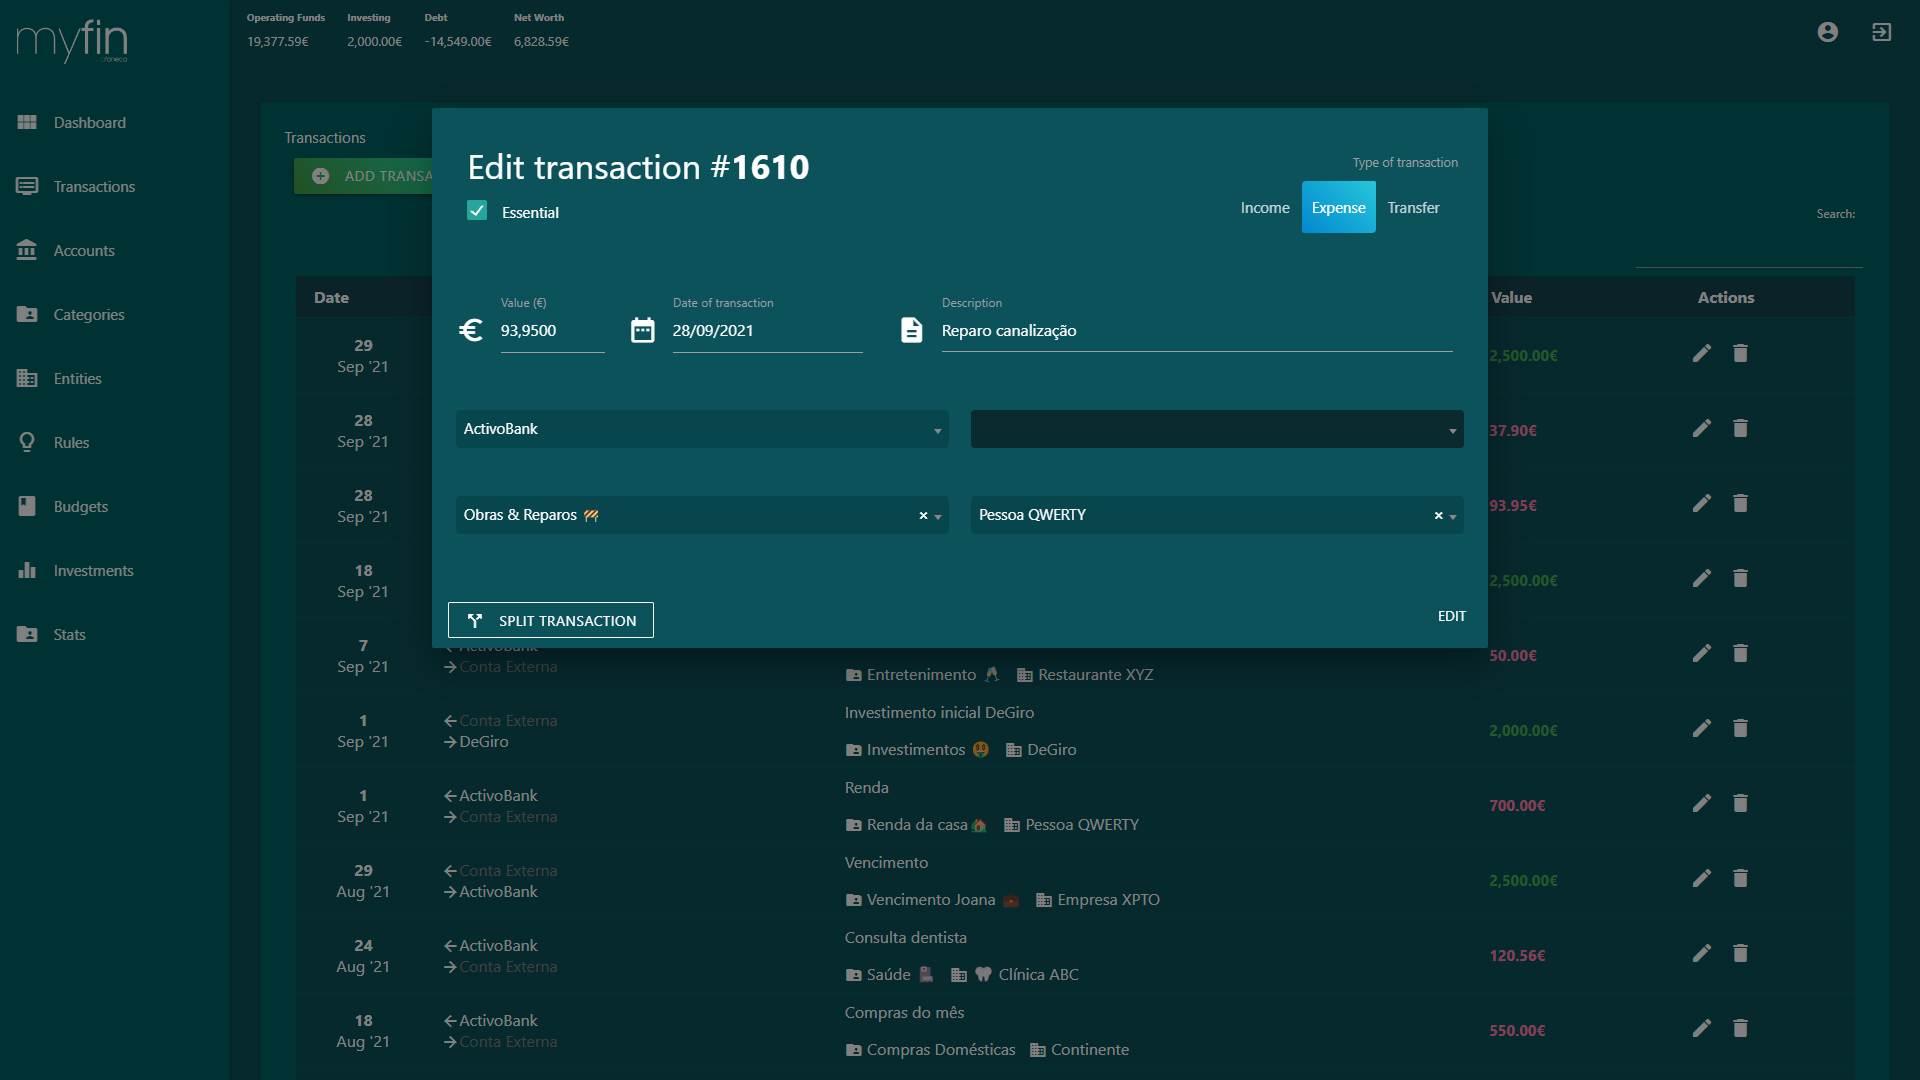 myfin
Operating Funds Investing Debt Net Worth
19,377.59€ 2,000.00€ -14,549.00€ 6,828.59€
Dashboard
Transactions
Accounts
Categories
Entities
Rules
Budgets
Investments
Stats
Transactions
ADD TRANSA
Search:
Edit transaction #1610
Essential
Type of transaction
Income Expense Transfer
Value (€) Date of transaction Description
93,9500 28/09/2021 Reparo canalização
ActivoBank
Obras & Reparos 🚧 × Pessoa QWERTY ×
SPLIT TRANSACTION EDIT
Date Value Actions
29
Sep '21 2,500.00€
28
Sep '21 37.90€
28
Sep '21 93.95€
18
Sep '21 2,500.00€
7 ActivoBank
Sep '21 Conta Externa 50.00€
Entretenimento 🥂 Restaurante XYZ
1 Conta Externa Investimento inicial DeGiro
Sep '21 DeGiro 2,000.00€
Investimentos 🤑 DeGiro
1 ActivoBank Renda
Sep '21 Conta Externa 700.00€
Renda da casa🏡 Pessoa QWERTY
29 Conta Externa Vencimento
Aug '21 ActivoBank 2,500.00€
Vencimento Joana 💼 Empresa XPTO
24 ActivoBank Consulta dentista
Aug '21 Conta Externa 120.56€
Saúde 🏥 🦷 Clínica ABC
18 ActivoBank Compras do mês
Aug '21 Conta Externa 550.00€
Compras Domésticas Continente